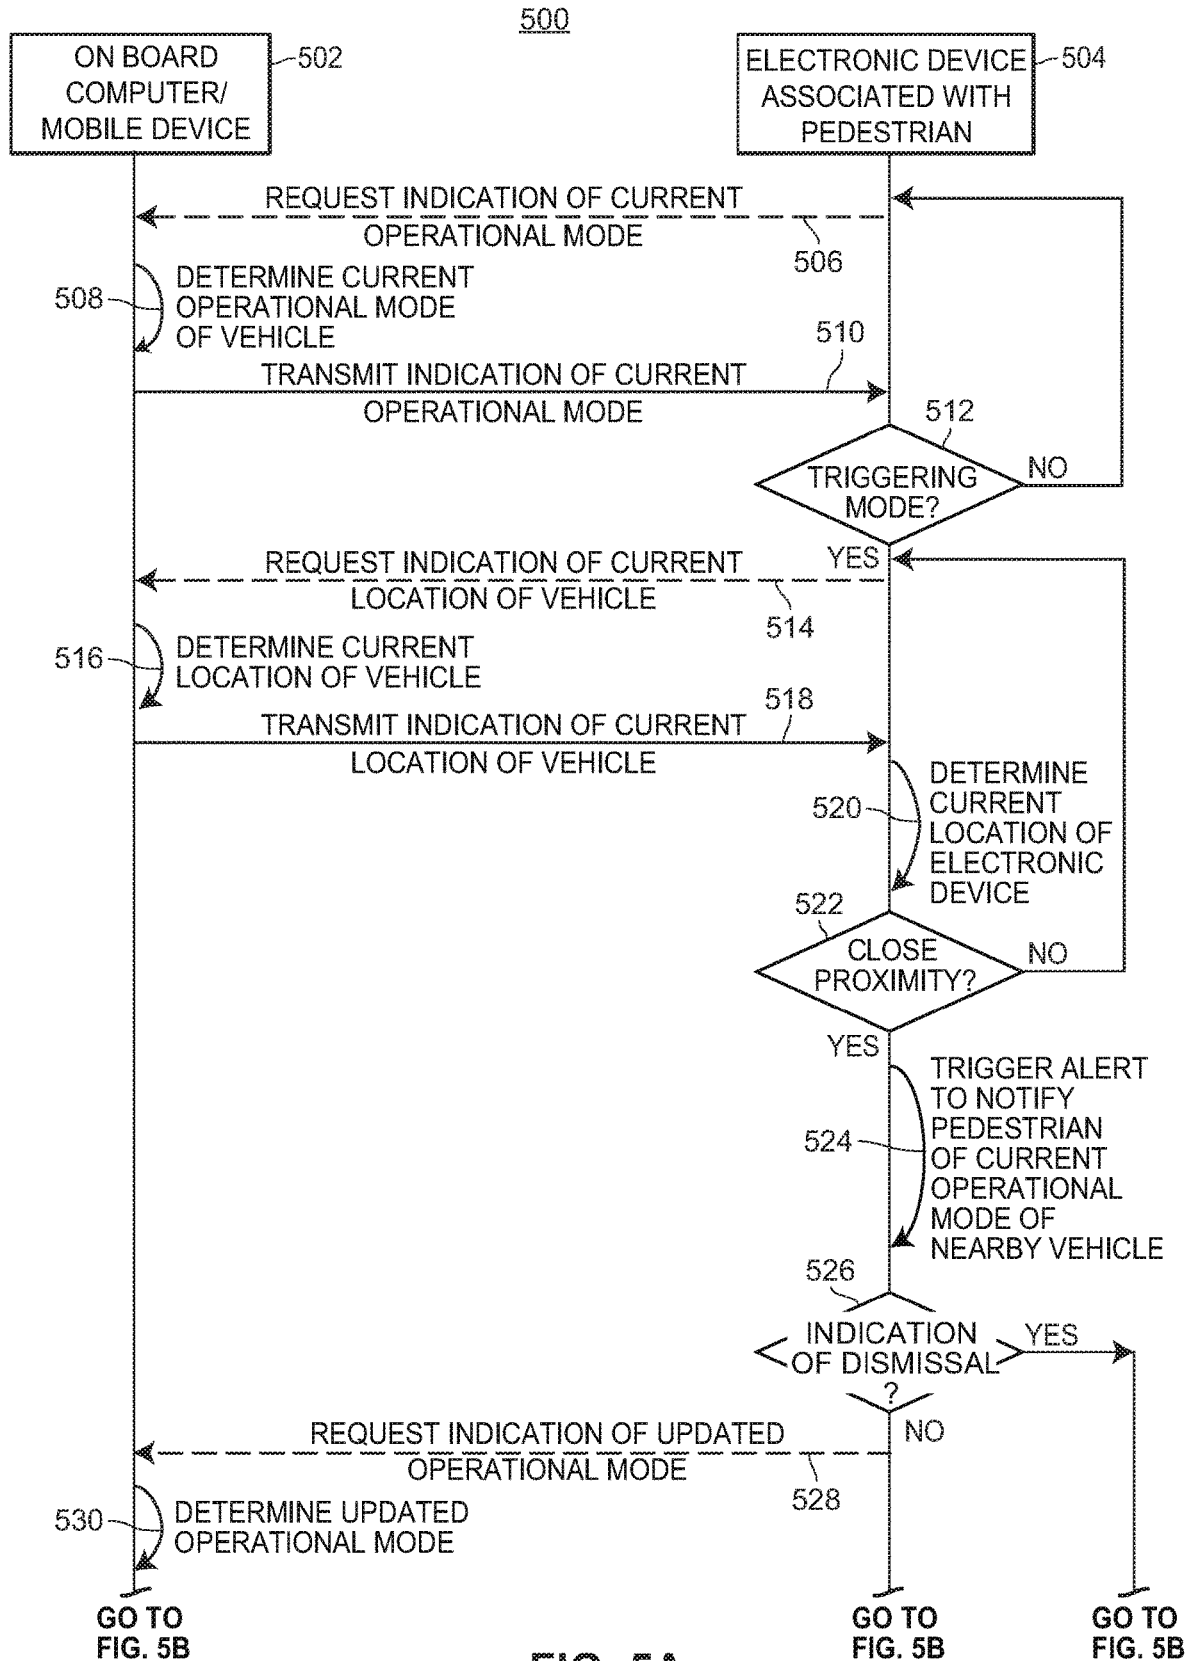 500
ON BOARD
COMPUTER/
MOBILE DEVICE
502
ELECTRONIC DEVICE
ASSOCIATED WITH
PEDESTRIAN
504
REQUEST INDICATION OF CURRENT
OPERATIONAL MODE
506
508
DETERMINE CURRENT
OPERATIONAL MODE
OF VEHICLE
510
TRANSMIT INDICATION OF CURRENT
OPERATIONAL MODE
512
TRIGGERING
MODE?
NO
YES
REQUEST INDICATION OF CURRENT
LOCATION OF VEHICLE
514
516
DETERMINE CURRENT
LOCATION OF VEHICLE
518
TRANSMIT INDICATION OF CURRENT
LOCATION OF VEHICLE
520
DETERMINE
CURRENT
LOCATION OF
ELECTRONIC
DEVICE
522
CLOSE
PROXIMITY?
NO
YES
524
TRIGGER ALERT
TO NOTIFY
PEDESTRIAN
OF CURRENT
OPERATIONAL
MODE OF
NEARBY VEHICLE
526
INDICATION
OF DISMISSAL
?
YES
NO
REQUEST INDICATION OF UPDATED
OPERATIONAL MODE
528
530
DETERMINE UPDATED
OPERATIONAL MODE
GO TO
FIG. 5B
GO TO
FIG. 5B
GO TO
FIG. 5B
FIG. 5A